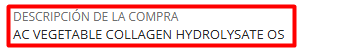 DESCRIPCIÓN DE LA COMPRA
AC VEGETABLE COLLAGEN HYDROLYSATE OS